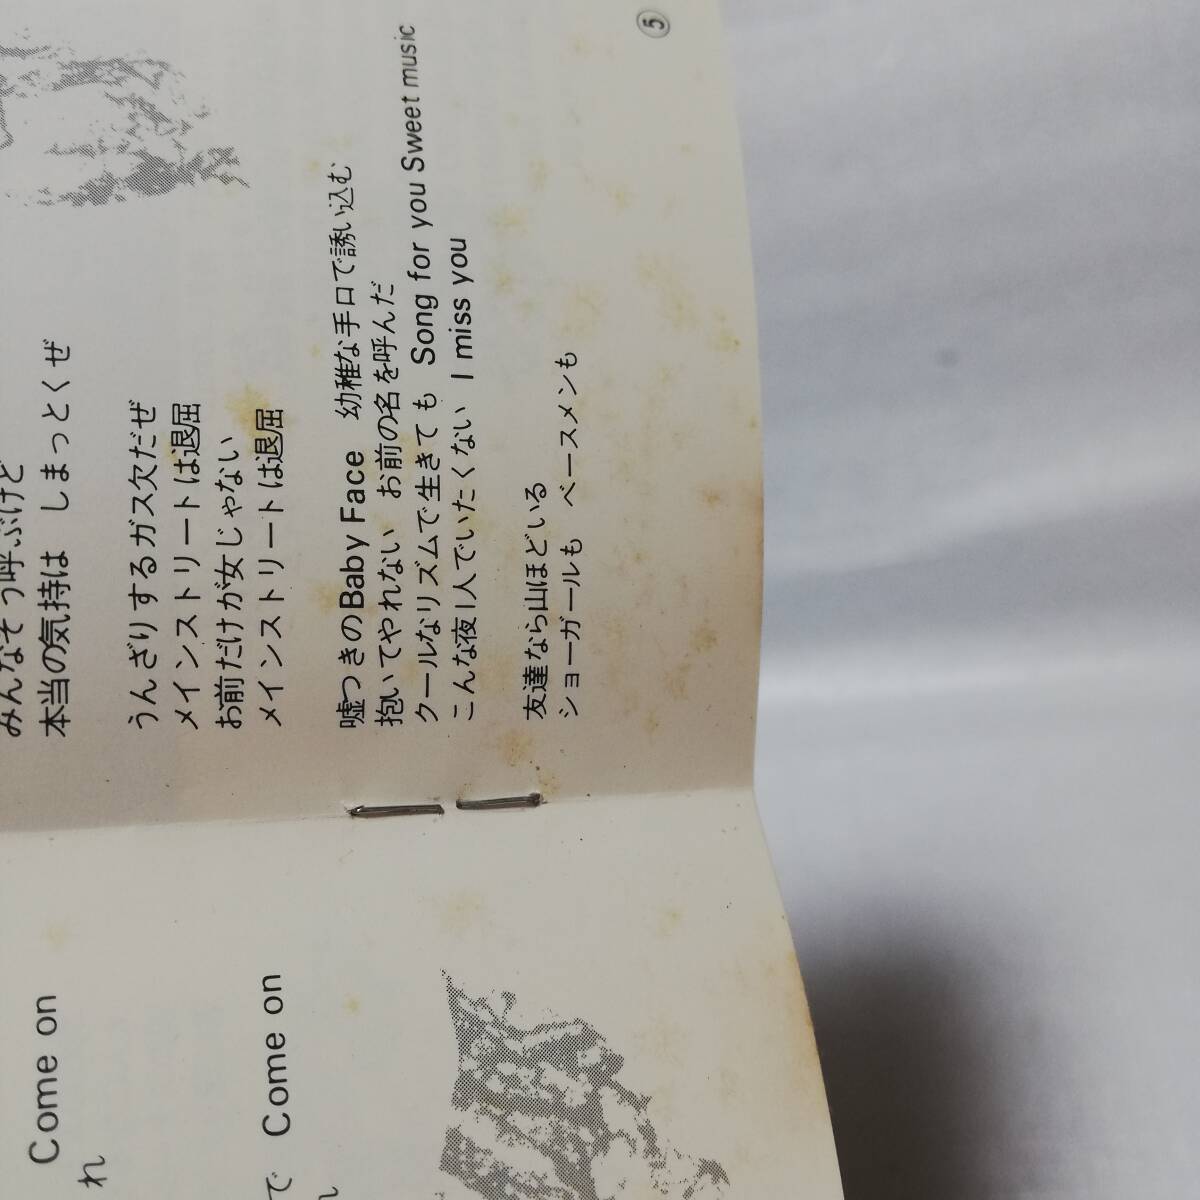 みんなそう呼ぶけど
本当の気持は しまっとくぜ
うんざりするガス欠だぜ
メインストリートは退屈
お前だけが女じゃない
メインストリートは退屈
嘘つきのBaby Face 幼稚な手口で誘い込む
抱いてやれない お前の名を呼んだ
クールなリズムで生きても Song for you Sweet music
こんな夜1人でいたくない I miss you
友達なら山ほどいる
ショーガールも ベースメンも
⑤
Come on
れ
で Come on